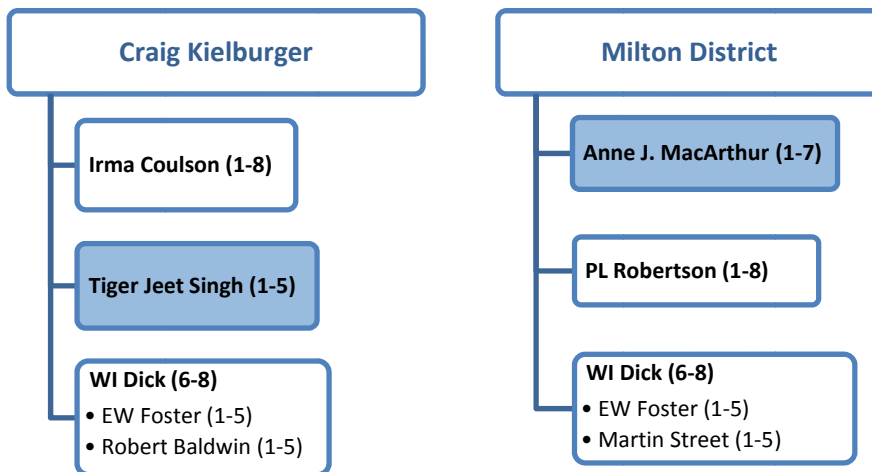 Craig Kielburger
Irma Coulson (1-8)
Tiger Jeet Singh (1-5)
WI Dick (6-8)
• EW Foster (1-5)
• Robert Baldwin (1-5)
Milton District
Anne J. MacArthur (1-7)
PL Robertson (1-8)
WI Dick (6-8)
• EW Foster (1-5)
• Martin Street (1-5)